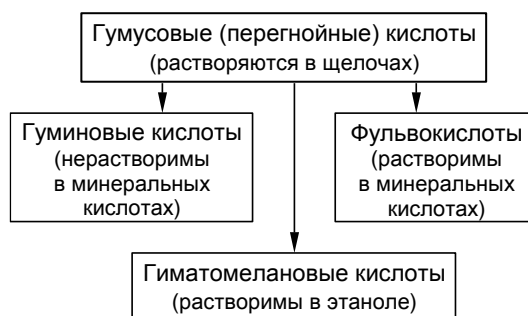 Гумусовые (перегнойные) кислоты
(растворяются в щелочах)
Гуминовые кислоты
(нерастворимы
в минеральных
кислотах)
Фульвокислоты
(растворимы
в минеральных
кислотах)
Гиматомелановые кислоты
(растворимы в этаноле)